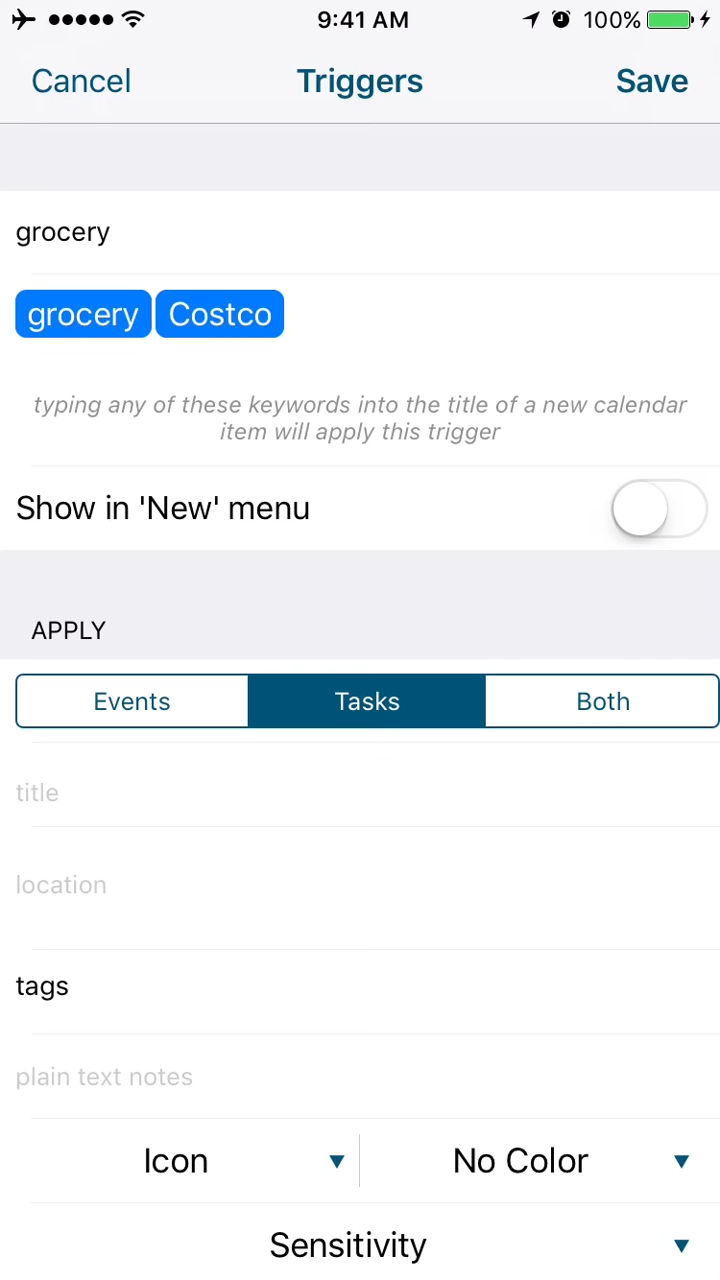 9:41 AM 100%
Cancel Triggers Save
grocery
grocery Costco
typing any of these keywords into the title of a new calendar
item will apply this trigger
Show in 'New' menu
APPLY
Events Tasks Both
title
location
tags
plain text notes
Icon No Color
Sensitivity